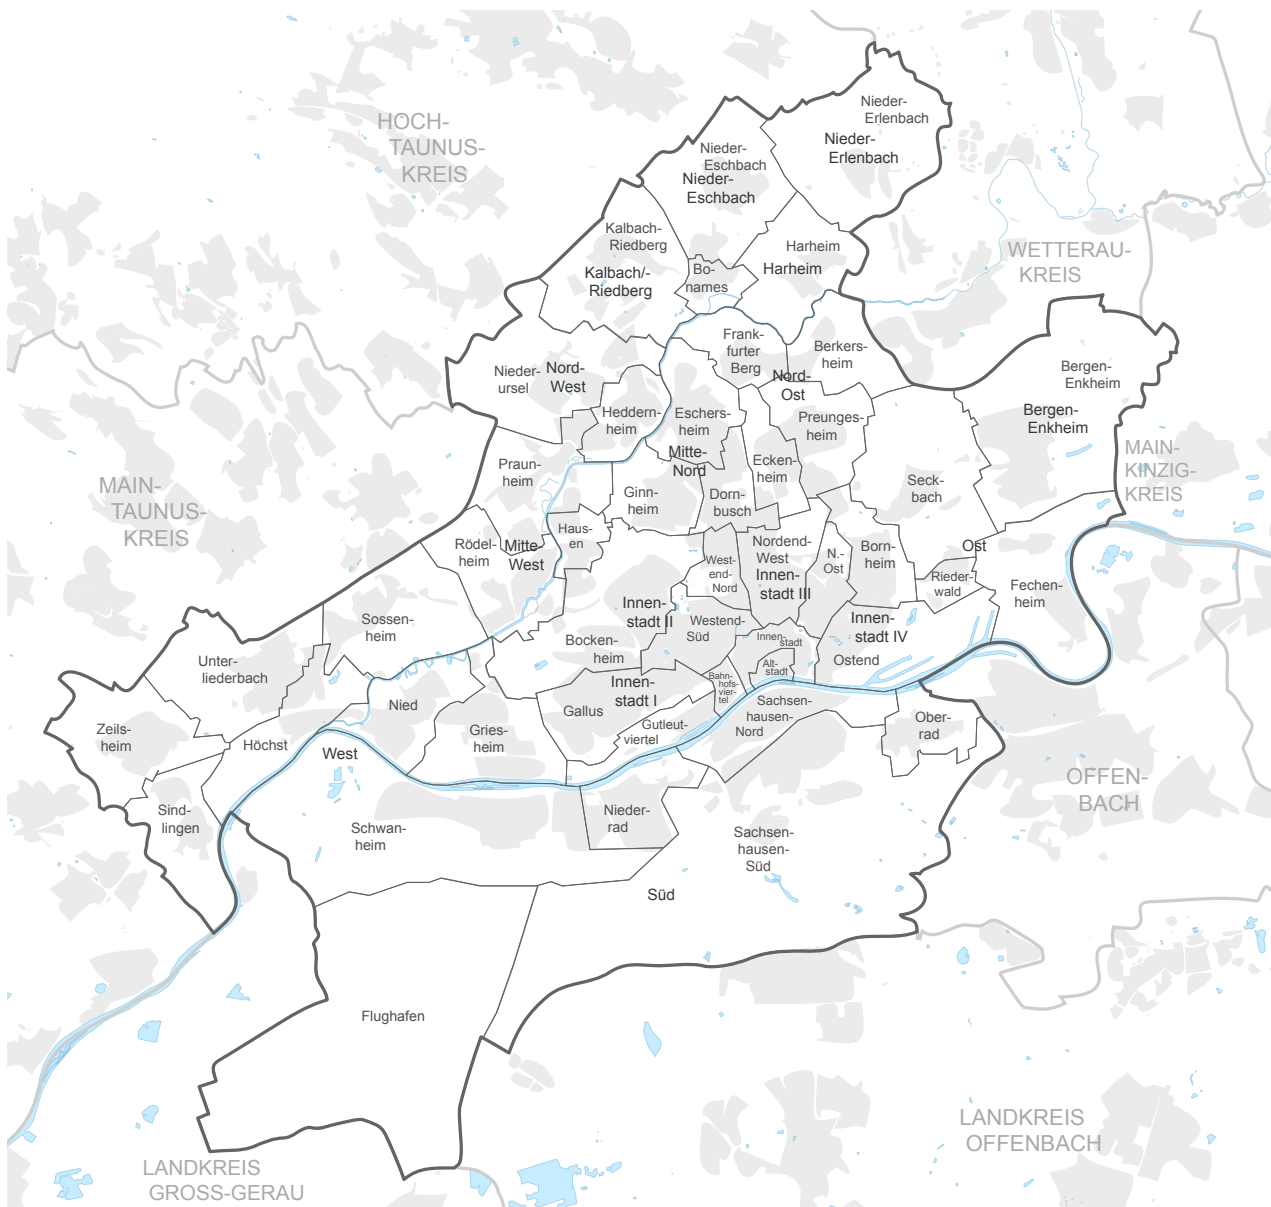 Nieder-
Erlenbach
Nieder-
Erlenbach
HOCH-
TAUNUS-
KREIS
Nieder-
Eschbach
Nieder-
Eschbach
Kalbach-
Riedberg
Kalbach/-
Riedberg
Harheim
Harheim
Bo-
names
WETTERAU-
KREIS
Frank-
furter
Berg
Berkers-
heim
Nieder-
ursel
Nord-
West
Nord-
Ost
Bergen-
Enkheim
Bergen-
Enkheim
Heddern-
heim
Eschers-
heim
Preunges-
heim
Mitte-
Nord
MAIN-
KINZIG-
KREIS
Praun-
heim
Ecken-
heim
Seck-
bach
MAIN-
TAUNUS-
KREIS
Ginn-
heim
Dorn-
busch
Haus-
en
Rödel-
heim
Mitte-
West
Nordend-
West
N.-
Ost
Born-
heim
Ost
West-
end-
Nord
Innen-
stadt III
Rieder-
wald
Fechen-
heim
Sossen-
heim
Innen-
stadt II
Westend-
Süd
Innen-
stadt IV
Bocken-
heim
Innen-
stadt
Ostend
Unter-
liederbach
Alt-
stadt
Innen-
stadt I
Bahn-
hofs-
vier-
tel
Nied
Gallus
Sachsen-
hausen-
Nord
Zeils-
heim
Gries-
heim
Gutleut-
viertel
Ober-
rad
Höchst
West
OFFEN-
BACH
Sind-
lingen
Nieder-
rad
Schwan-
heim
Sachsen-
hausen-
Süd
Süd
Flughafen
LANDKREIS
OFFENBACH
LANDKREIS
GROSS-GERAU